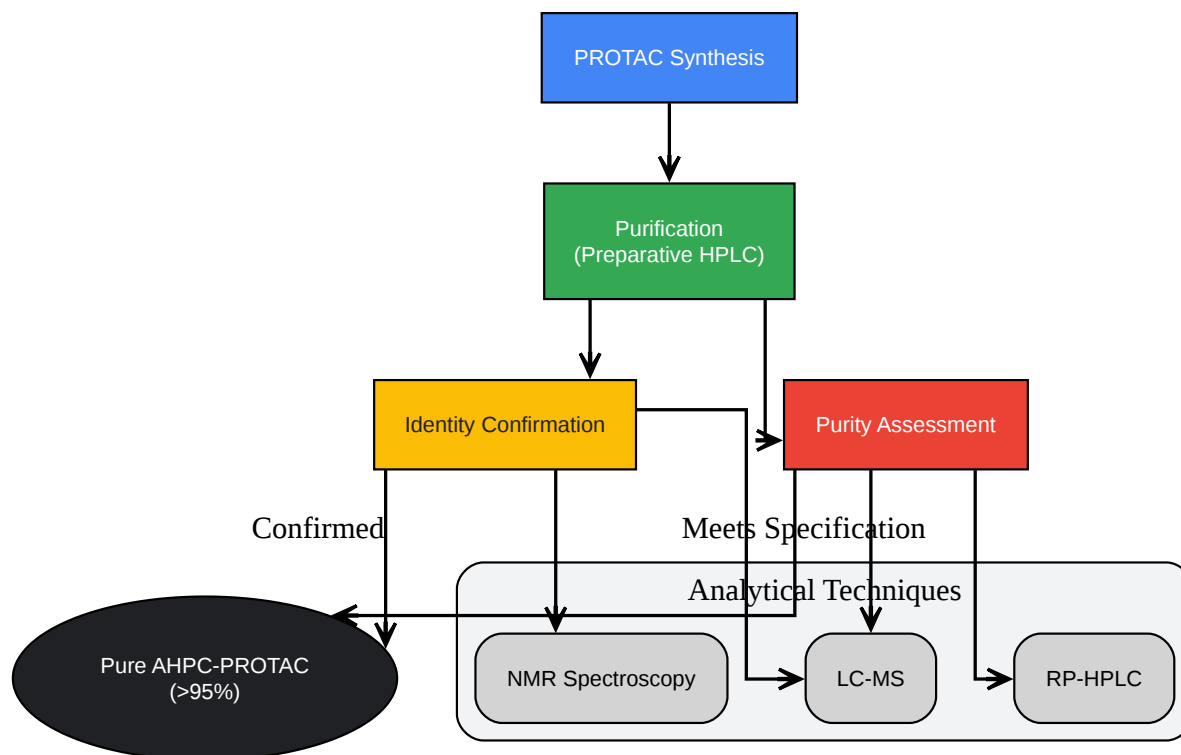 PROTAC Synthesis
Purification
(Preparative HPLC)
Identity Confirmation
Purity Assessment
Confirmed
Meets Specification
Analytical Techniques
Pure AHPC-PROTAC
(>95%)
NMR Spectroscopy
LC-MS
RP-HPLC